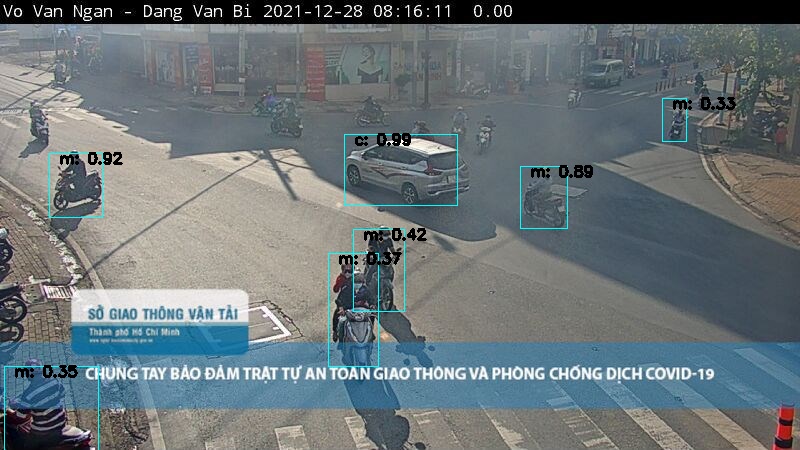 Vo Van Ngan - Dang Van Bi 2021-12-28 08:16:11 0.00
m: 0.33
c: 0.99
m: 0.92
m: 0.89
m: 0.42
m: 0.37
SỞ GIAO THÔNG VẬN TẢI
Thành phố Hồ Chí Minh
m: 0.35
CHUNG TAY BẢO ĐẢM TRẬT TỰ AN TOÀN GIAO THÔNG VÀ PHÒNG CHỐNG DỊCH COVID-19